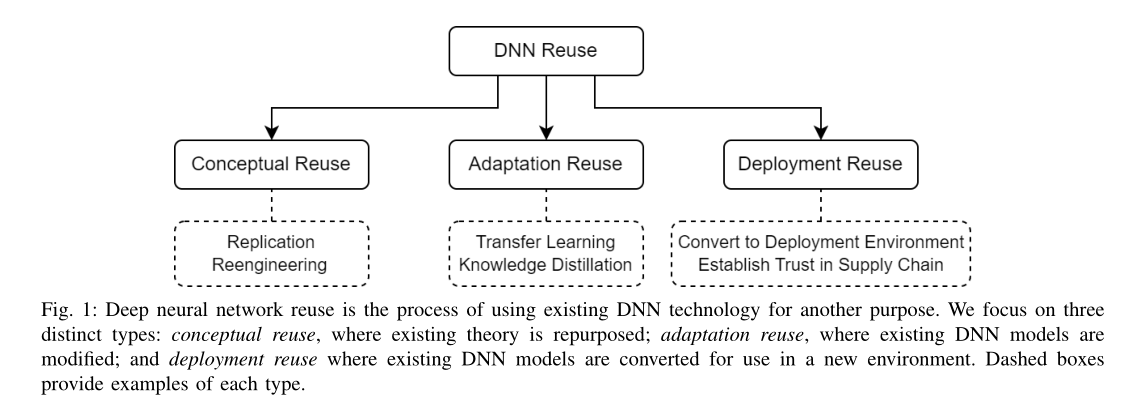 DNN Reuse
Conceptual Reuse
Adaptation Reuse
Deployment Reuse
Replication
Reengineering
Transfer Learning
Knowledge Distillation
Convert to Deployment Environment
Establish Trust in Supply Chain
Fig. 1: Deep neural network reuse is the process of using existing DNN technology for another purpose. We focus on three
distinct types: conceptual reuse, where existing theory is repurposed; adaptation reuse, where existing DNN models are
modified; and deployment reuse where existing DNN models are converted for use in a new environment. Dashed boxes
provide examples of each type.